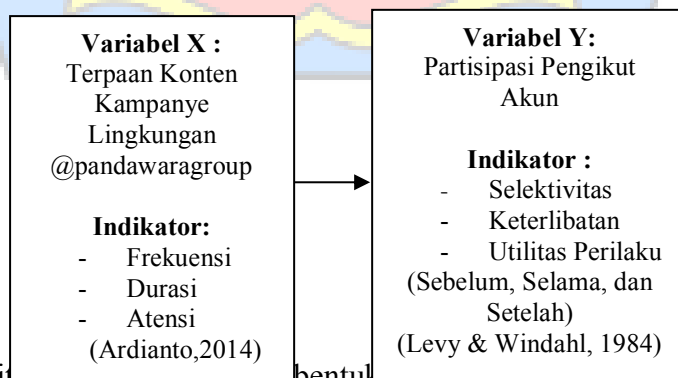 Variabel X :
Terpaan Konten
Kampanye
Lingkungan
@pandawaragroup
Indikator:
- Frekuensi
- Durasi
- Atensi
(Ardianto,2014)
Variabel Y:
Partisipasi Pengikut
Akun
Indikator :
- Selektivitas
- Keterlibatan
- Utilitas Perilaku
(Sebelum, Selama, dan
Setelah)
(Levy & Windahl, 1984)